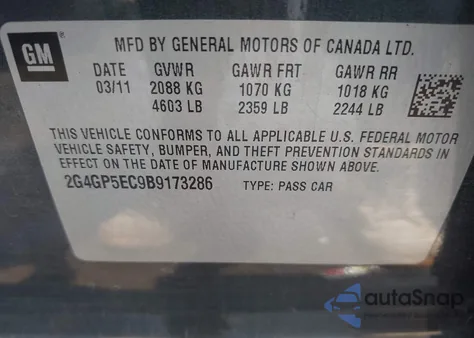 GM
MFD BY GENERAL MOTORS OF CANADA LTD.
DATE GVWR GAWR FRT GAWR RR
03/11 2088 KG 1070 KG 1018 KG
4603 LB 2359 LB 2244 LB
THIS VEHICLE CONFORMS TO ALL APPLICABLE U.S. FEDERAL MOTOR
VEHICLE SAFETY, BUMPER, AND THEFT PREVENTION STANDARDS
IN EFFECT ON THE DATE OF MANUFACTURE SHOWN ABOVE.
2G4GP5EC9B9173286 TYPE: PASS CAR
autoSnap